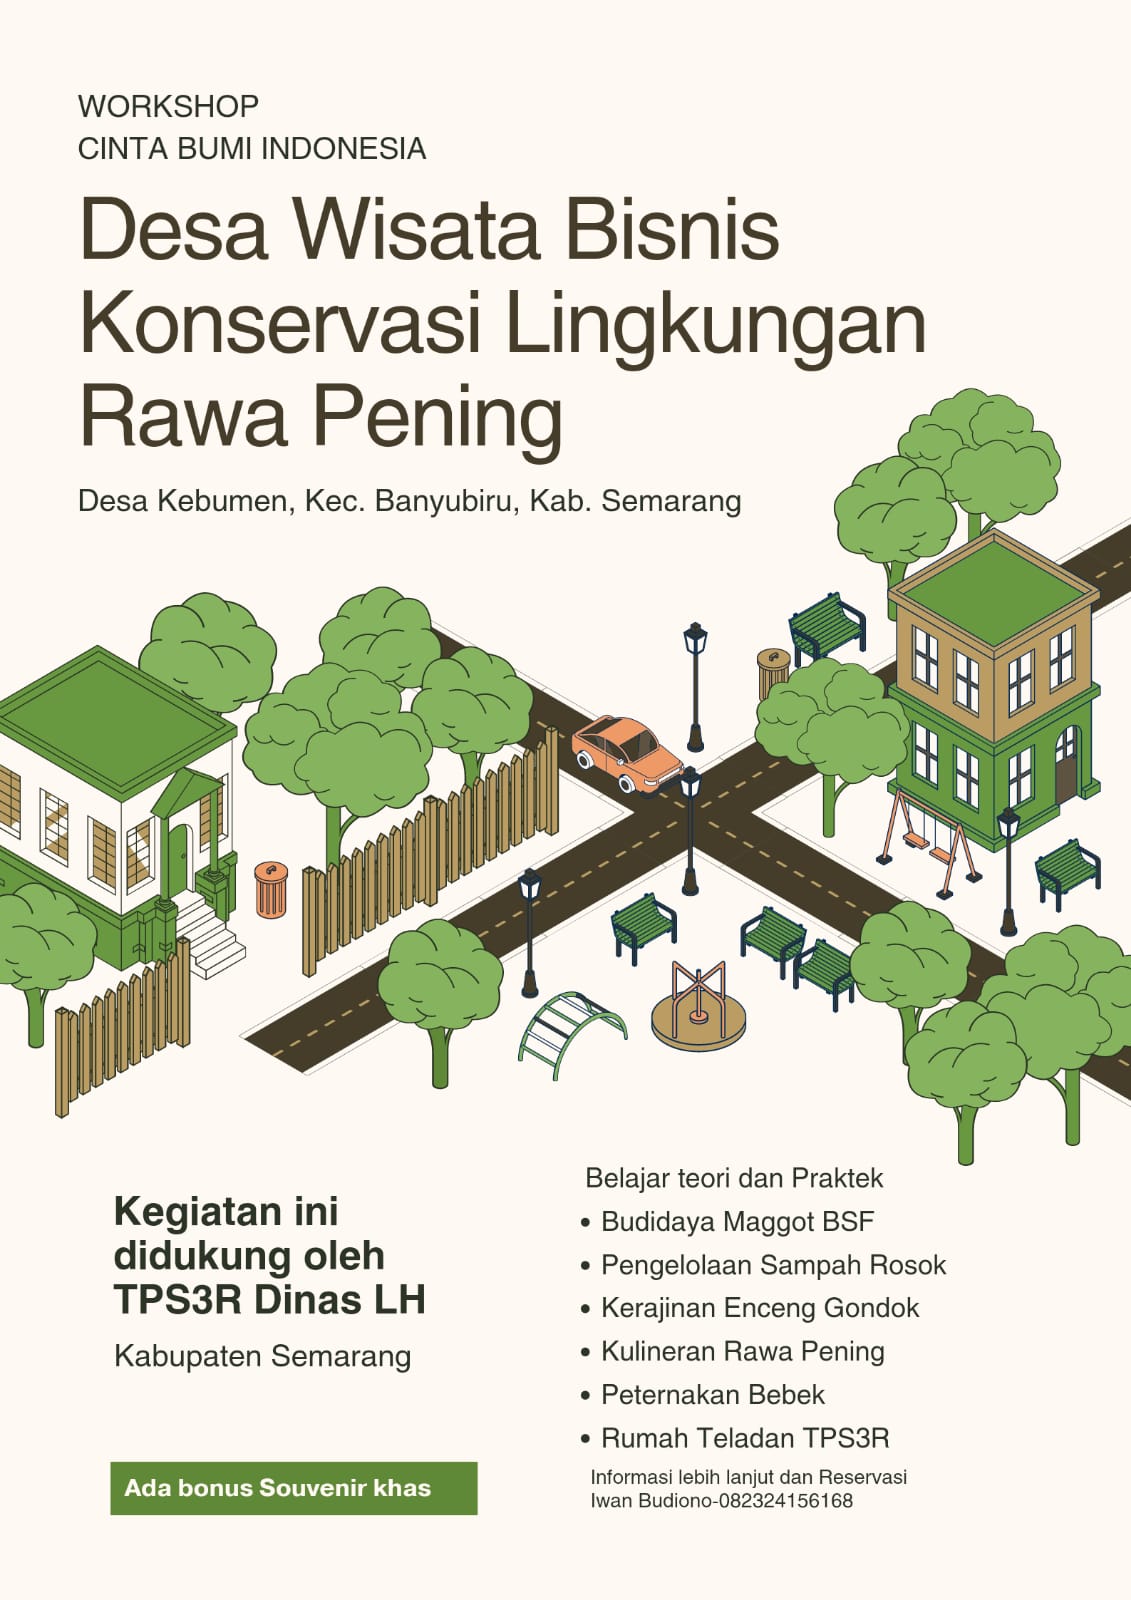 WORKSHOP
CINTA BUMI INDONESIA
Desa Wisata Bisnis
Konservasi Lingkungan
Rawa Pening
Desa Kebumen, Kec. Banyubiru, Kab. Semarang
Kegiatan ini
didukung oleh
TPS3R Dinas LH
Kabupaten Semarang
Ada bonus Souvenir khas
Belajar teori dan Praktek
• Budidaya Maggot BSF
• Pengelolaan Sampah Rosok
• Kerajinan Enceng Gondok
• Kulineran Rawa Pening
• Peternakan Bebek
• Rumah Teladan TPS3R
Informasi lebih lanjut dan Reservasi
Iwan Budiono-082324156168